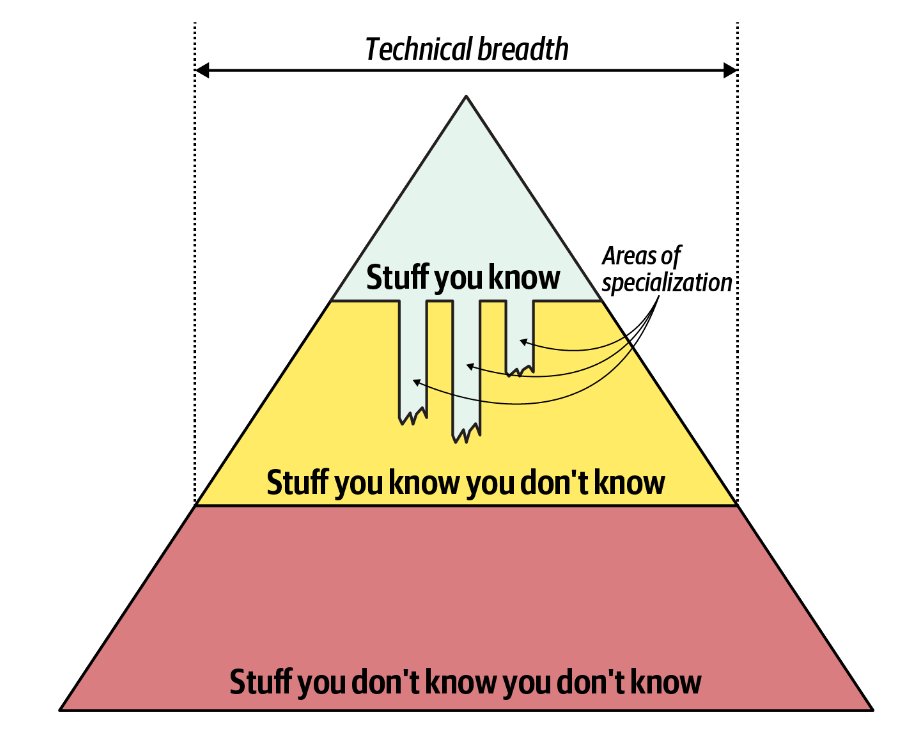 Technical breadth
Areas of
specialization
Stuff you know
Stuff you know you don't know
Stuff you don't know you don't know